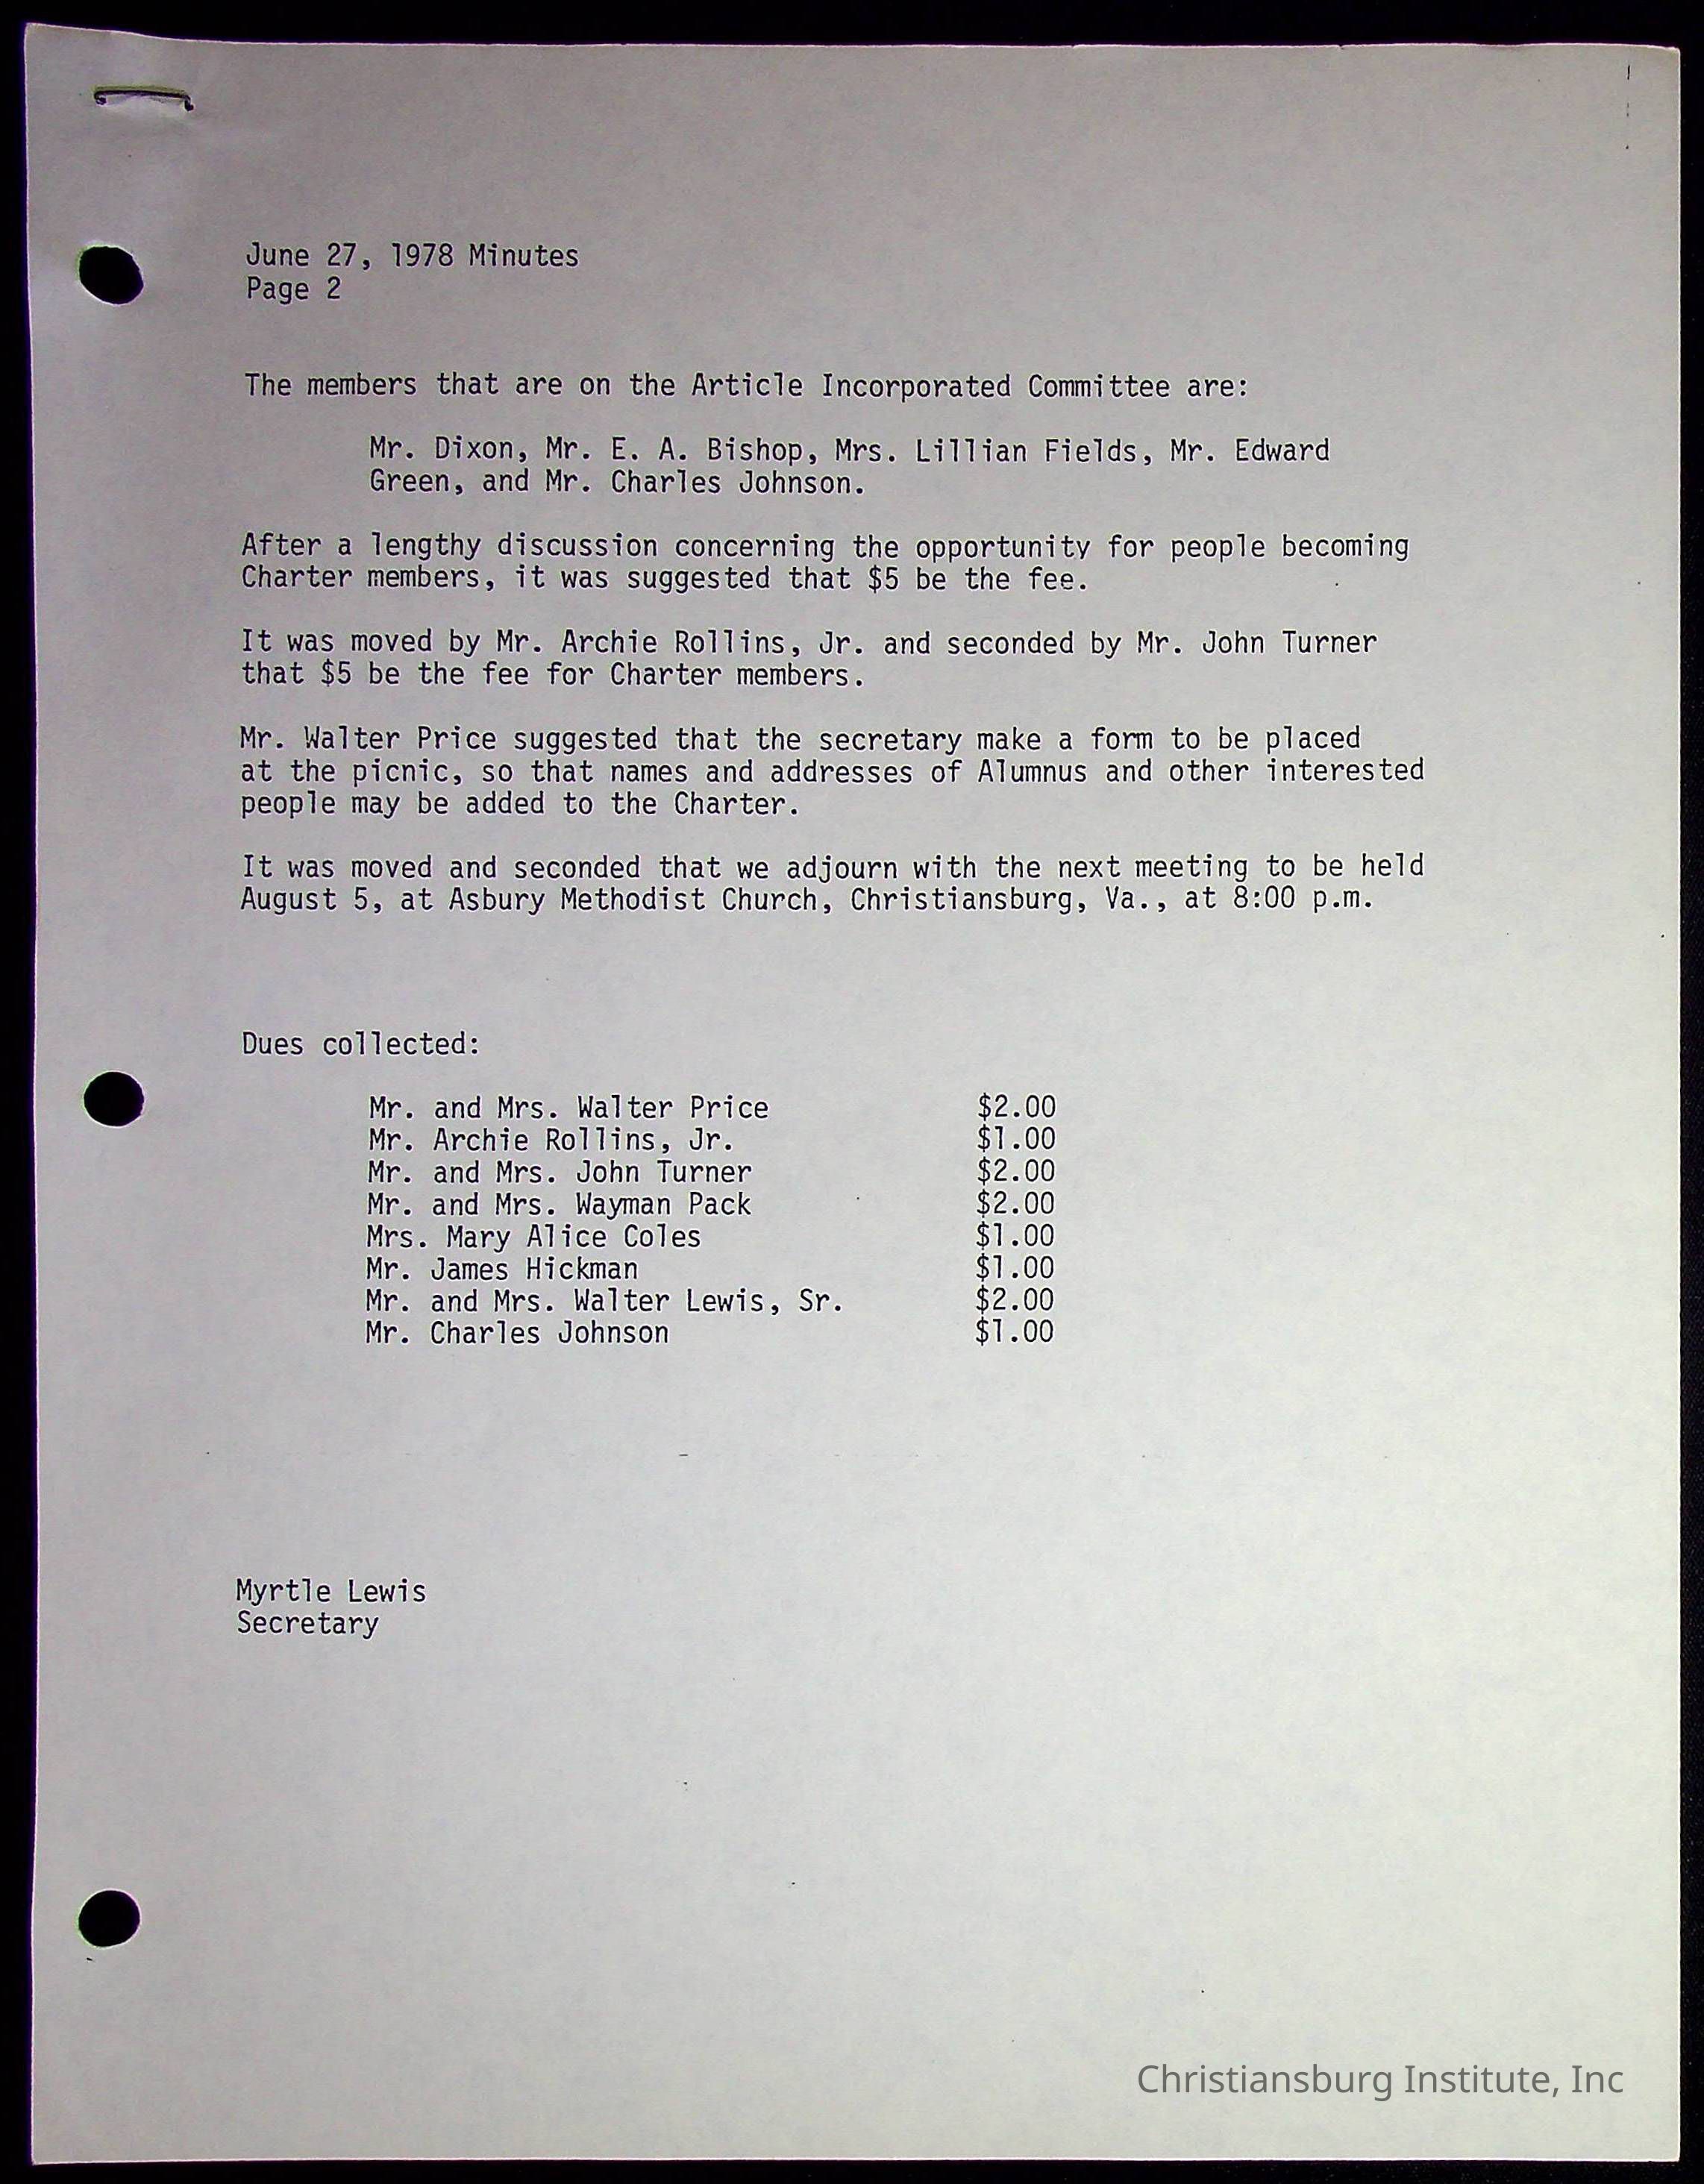 June 27, 1978 Minutes
Page 2
The members that are on the Article Incorporated Committee are:
Mr. Dixon, Mr. E. A. Bishop, Mrs. Lillian Fields, Mr. Edward
Green, and Mr. Charles Johnson.
After a lengthy discussion concerning the opportunity for people becoming
Charter members, it was suggested that $5 be the fee.
It was moved by Mr. Archie Rollins, Jr. and seconded by Mr. John Turner
that $5 be the fee for Charter members.
Mr. Walter Price suggested that the secretary make a form to be placed
at the picnic, so that names and addresses of Alumnus and other interested
people may be added to the Charter.
It was moved and seconded that we adjourn with the next meeting to be held
August 5, at Asbury Methodist Church, Christiansburg, Va., at 8:00 p.m.
Dues collected:
Mr. and Mrs. Walter Price $2.00
Mr. Archie Rollins, Jr. $1.00
Mr. and Mrs. John Turner $2.00
Mr. and Mrs. Wayman Pack $2.00
Mrs. Mary Alice Coles $1.00
Mr. James Hickman $1.00
Mr. and Mrs. Walter Lewis, Sr. $2.00
Mr. Charles Johnson $1.00
Myrtle Lewis
Secretary
Christiansburg Institute, Inc